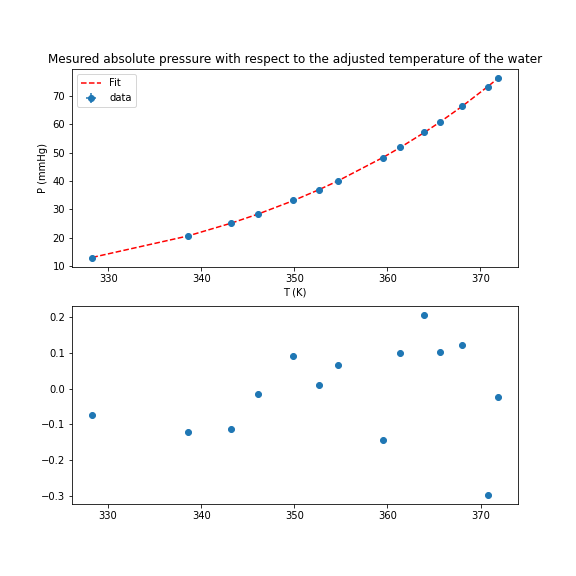 Mesured absolute pressure with respect to the adjusted temperature of the water
Fit
data
P (mmHg)
70
60
50
40
30
20
10
330 340 350 360 370
T (K)
0.2
0.1
0.0
−0.1
−0.2
−0.3
330 340 350 360 370